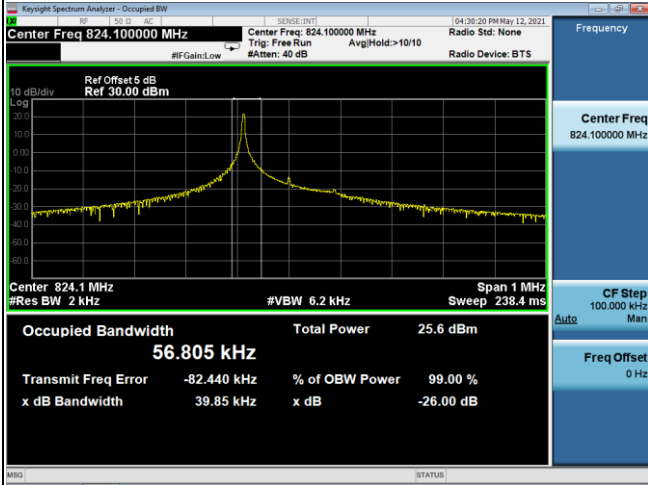 Keysight Spectrum Analyzer - Occupied BW
RF 50 Ω AC SENSE:INT 04:30:20 PM May 12, 2021
Center Freq 824.100000 MHz
Center Freq: 824.100000 MHz
Radio Std: None
Trig: Free Run Avg|Hold:>10/10
#IFGain:Low #Atten: 40 dB Radio Device: BTS
Ref Offset 5 dB
10 dB/div Ref 30.00 dBm
Log
20.0
10.0
0.00
-10.0
-20.0
-30.0
-40.0
-50.0
-60.0
Center 824.1 MHz Span 1 MHz
#Res BW 2 kHz #VBW 6.2 kHz Sweep 238.4 ms
Occupied Bandwidth Total Power 25.6 dBm
56.805 kHz
Transmit Freq Error -82.440 kHz % of OBW Power 99.00 %
x dB Bandwidth 39.85 kHz x dB -26.00 dB
MSG STATUS
Frequency
Center Freq
824.100000 MHz
CF Step
100.000 kHz
Auto Man
Freq Offset
0 Hz